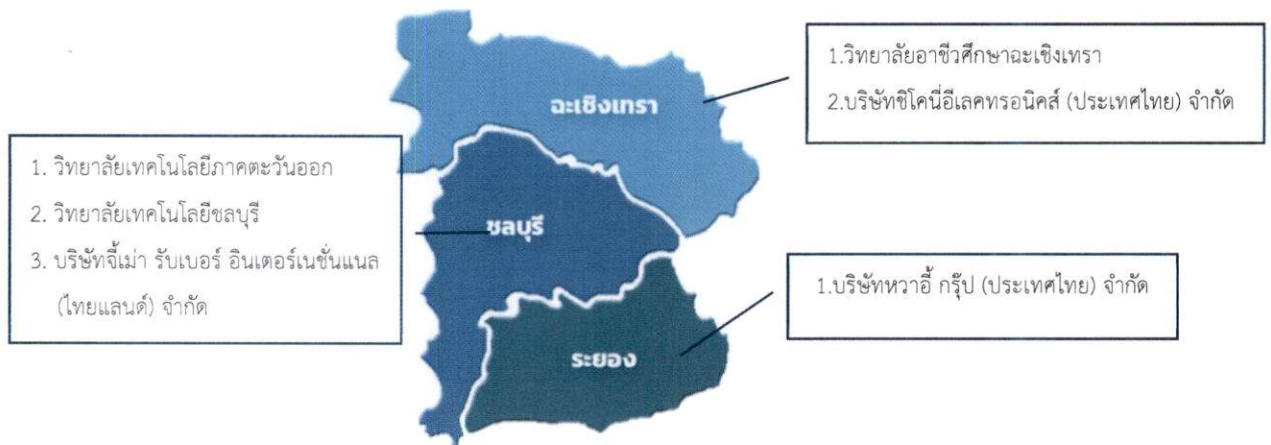 1.วิทยาลัยอาชีวศึกษาฉะเชิงเทรา
2.บริษัทชิโคนี่อีเลคทรอนิคส์ (ประเทศไทย) จำกัด
ฉะเชิงเทรา
1. วิทยาลัยเทคโนโลยีภาคตะวันออก
2. วิทยาลัยเทคโนโลยีชลบุรี
3. บริษัทจี้เม่า รับเบอร์ อินเตอร์เนชั่นแนล
(ไทยแลนด์) จำกัด
ชลบุรี
1.บริษัทหวาอี้ กรุ๊ป (ประเทศไทย) จำกัด
ระยอง